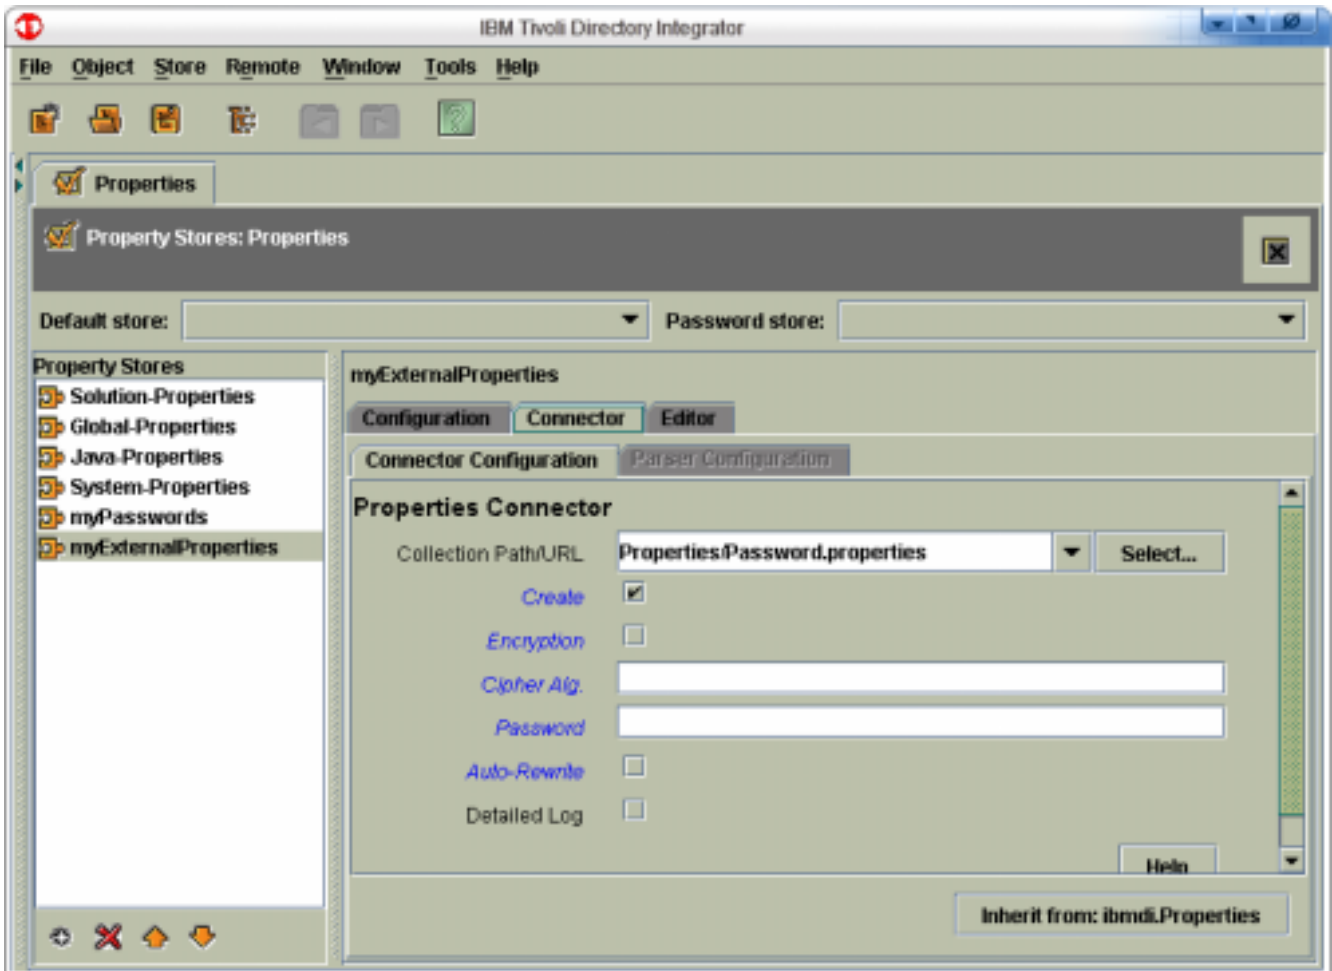 IBM Tivoli Directory Integrator
File Object Store Remote Window Tools Help
Properties
Property Stores: Properties
Default store: Password store:
Property Stores
Solution-Properties
Global-Properties
Java-Properties
System-Properties
myPasswords
myExternalProperties
myExternalProperties
Configuration Connector Editor
Connector Configuration Parser Configuration
Properties Connector
Collection Path/URL Properties/Password.properties Select...
Create
Encryption
Cipher Alg.
Password
Auto-Rewrite
Detailed Log
Help
Inherit from: ibmdi.Properties